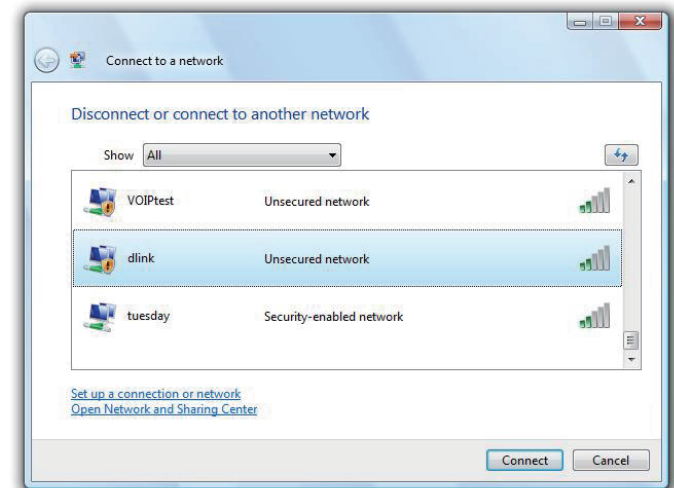 Connect to a network
Disconnect or connect to another network
Show All
VOIPtest Unsecured network
dlink Unsecured network
tuesday Security-enabled network
Set up a connection or network
Open Network and Sharing Center
Connect Cancel